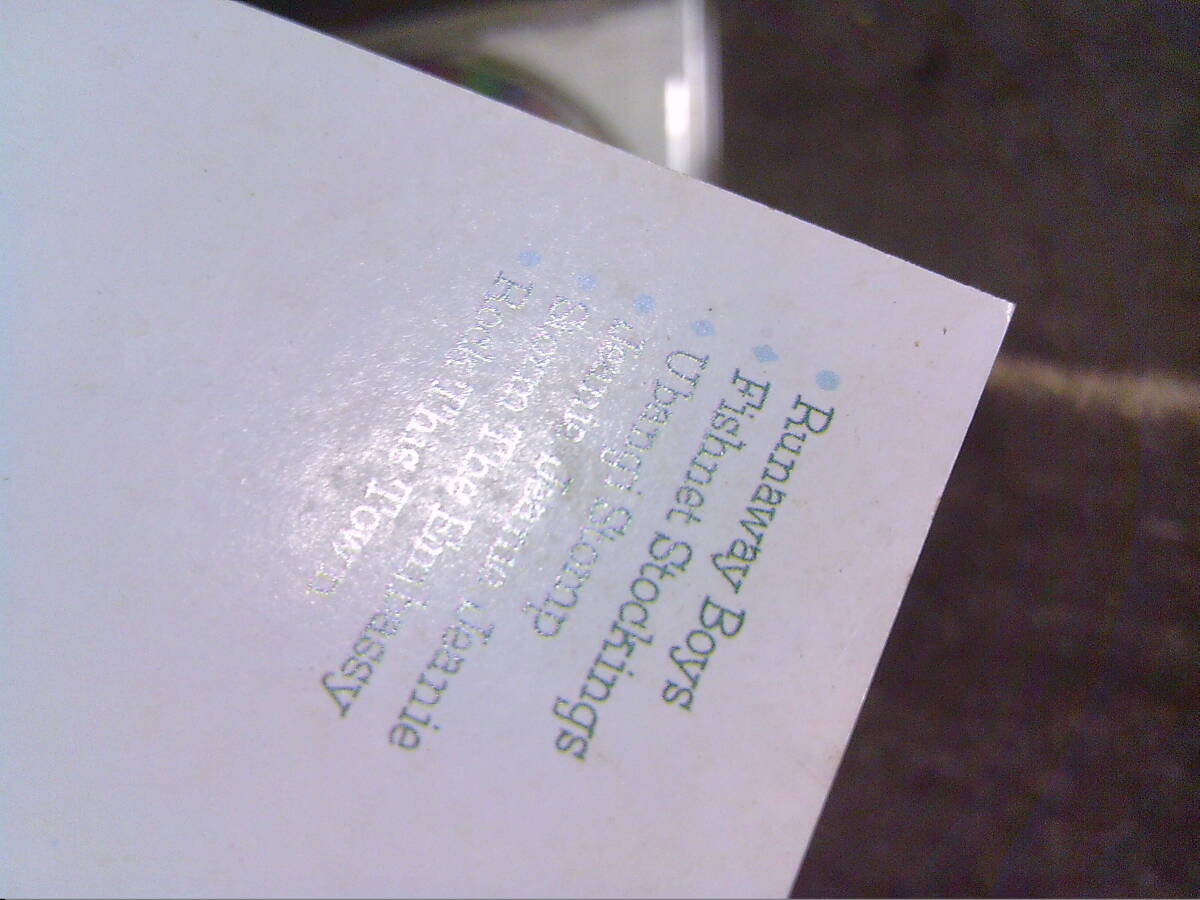 Runaway Boys
Fishnet Stockings
Ubangi Stomp
Jeanie Jeanie Jeanie
Storm The Embassy
Rock This Town